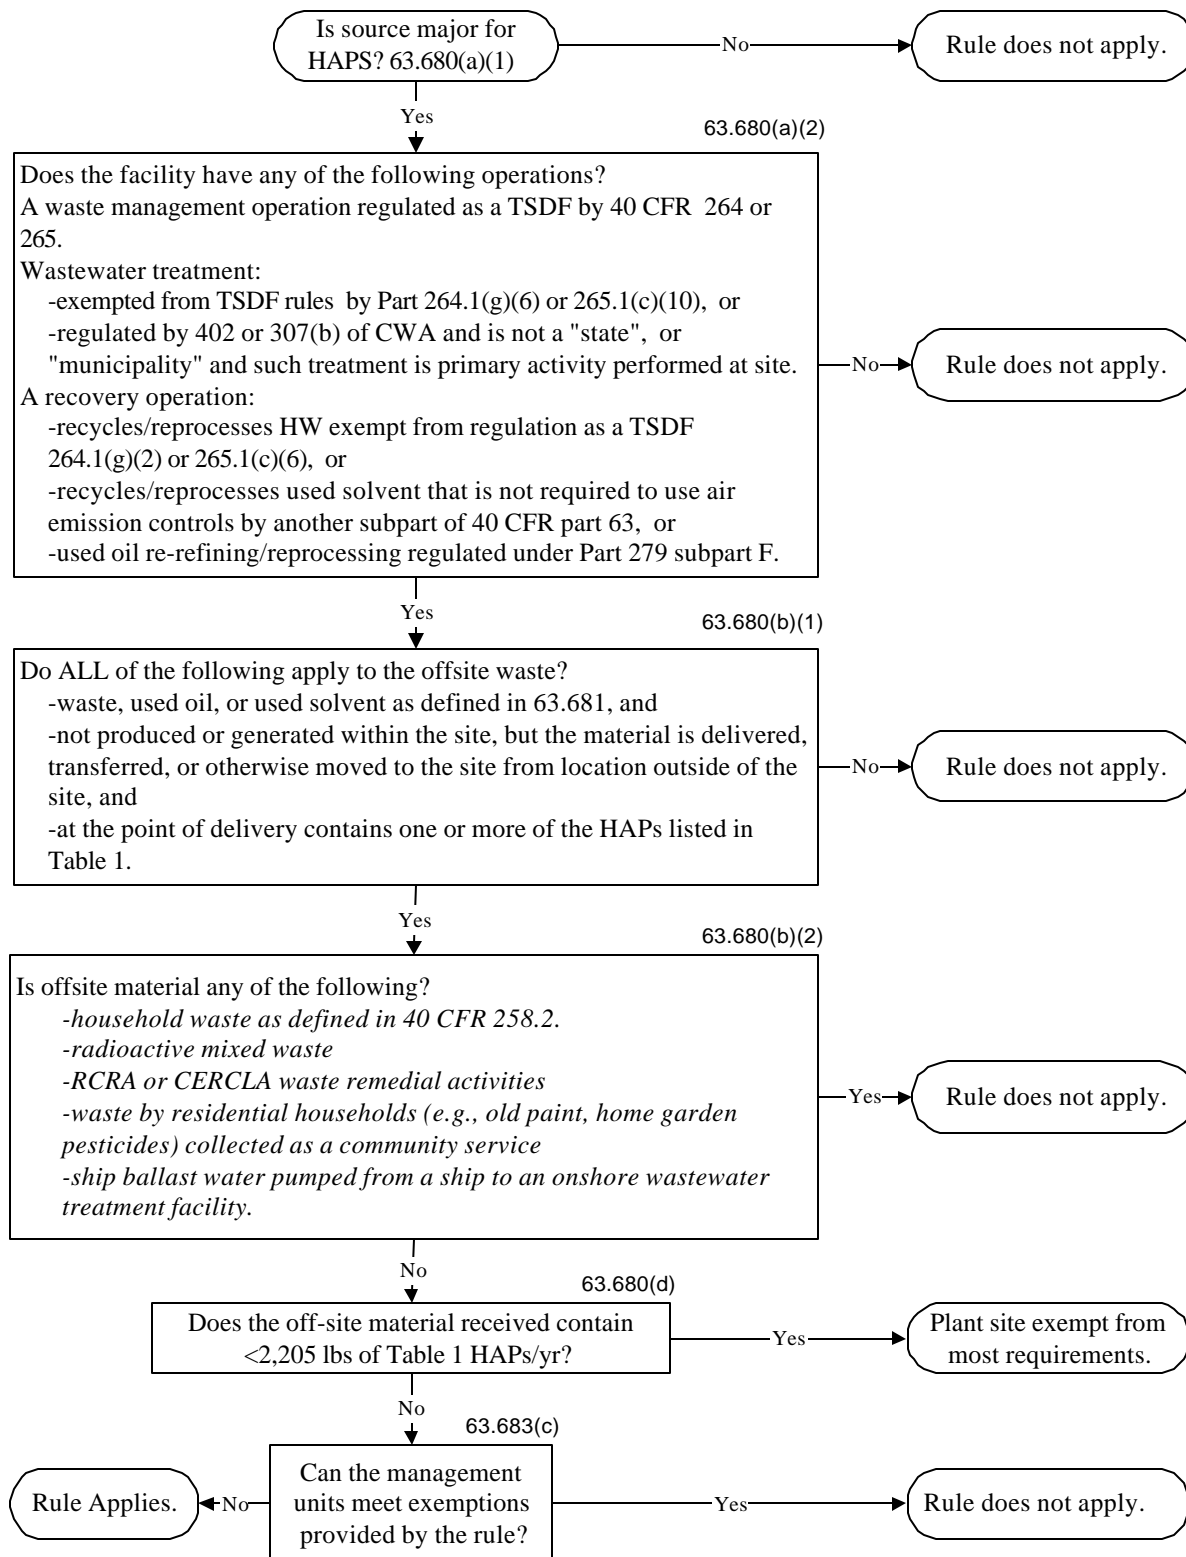 Is source major for
HAPS? 63.680(a)(1)
No
Rule does not apply.
Yes
63.680(a)(2)
Does the facility have any of the following operations?
A waste management operation regulated as a TSDF by 40 CFR 264 or
265.
Wastewater treatment:
-exempted from TSDF rules by Part 264.1(g)(6) or 265.1(c)(10), or
-regulated by 402 or 307(b) of CWA and is not a "state", or
"municipality" and such treatment is primary activity performed at site.
A recovery operation:
-recycles/reprocesses HW exempt from regulation as a TSDF
264.1(g)(2) or 265.1(c)(6), or
-recycles/reprocesses used solvent that is not required to use air
emission controls by another subpart of 40 CFR part 63, or
-used oil re-refining/reprocessing regulated under Part 279 subpart F.
No
Rule does not apply.
Yes
63.680(b)(1)
Do ALL of the following apply to the offsite waste?
-waste, used oil, or used solvent as defined in 63.681, and
-not produced or generated within the site, but the material is delivered,
transferred, or otherwise moved to the site from location outside of the
site, and
-at the point of delivery contains one or more of the HAPs listed in
Table 1.
No
Rule does not apply.
Yes
63.680(b)(2)
Is offsite material any of the following?
-household waste as defined in 40 CFR 258.2.
-radioactive mixed waste
-RCRA or CERCLA waste remedial activities
-waste by residential households (e.g., old paint, home garden
pesticides) collected as a community service
-ship ballast water pumped from a ship to an onshore wastewater
treatment facility.
Yes
Rule does not apply.
No
63.680(d)
Does the off-site material received contain
<2,205 lbs of Table 1 HAPs/yr?
Yes
Plant site exempt from
most requirements.
No
63.683(c)
Can the management
units meet exemptions
provided by the rule?
No
Rule Applies.
Yes
Rule does not apply.